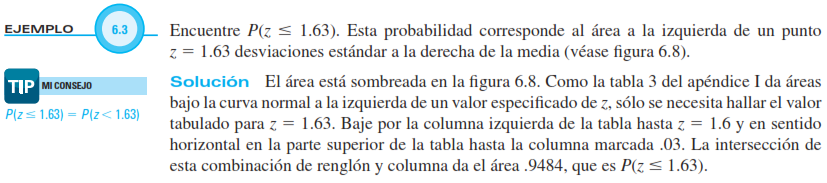 EJEMPLO 6.3
Encuentre P(z ≤ 1.63). Esta probabilidad corresponde al área a la izquierda de un punto
z = 1.63 desviaciones estándar a la derecha de la media (véase figura 6.8).
TIP MI CONSEJO
P(z ≤ 1.63) = P(z < 1.63)
Solución El área está sombreada en la figura 6.8. Como la tabla 3 del apéndice I da áreas
bajo la curva normal a la izquierda de un valor especificado de z, sólo se necesita hallar el valor
tabulado para z = 1.63. Baje por la columna izquierda de la tabla hasta z = 1.6 y en sentido
horizontal en la parte superior de la tabla hasta la columna marcada .03. La intersección de
esta combinación de renglón y columna da el área .9484, que es P(z ≤ 1.63).